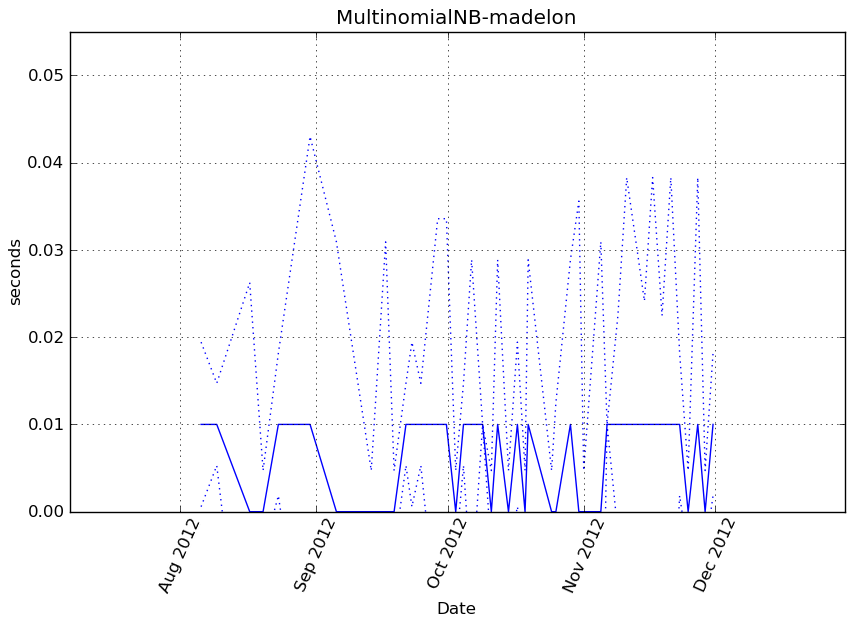 MultinomialNB-madelon
0.05
0.04
0.03
0.02
0.01
0.00
seconds
Aug 2012
Sep 2012
Oct 2012
Nov 2012
Dec 2012
Date